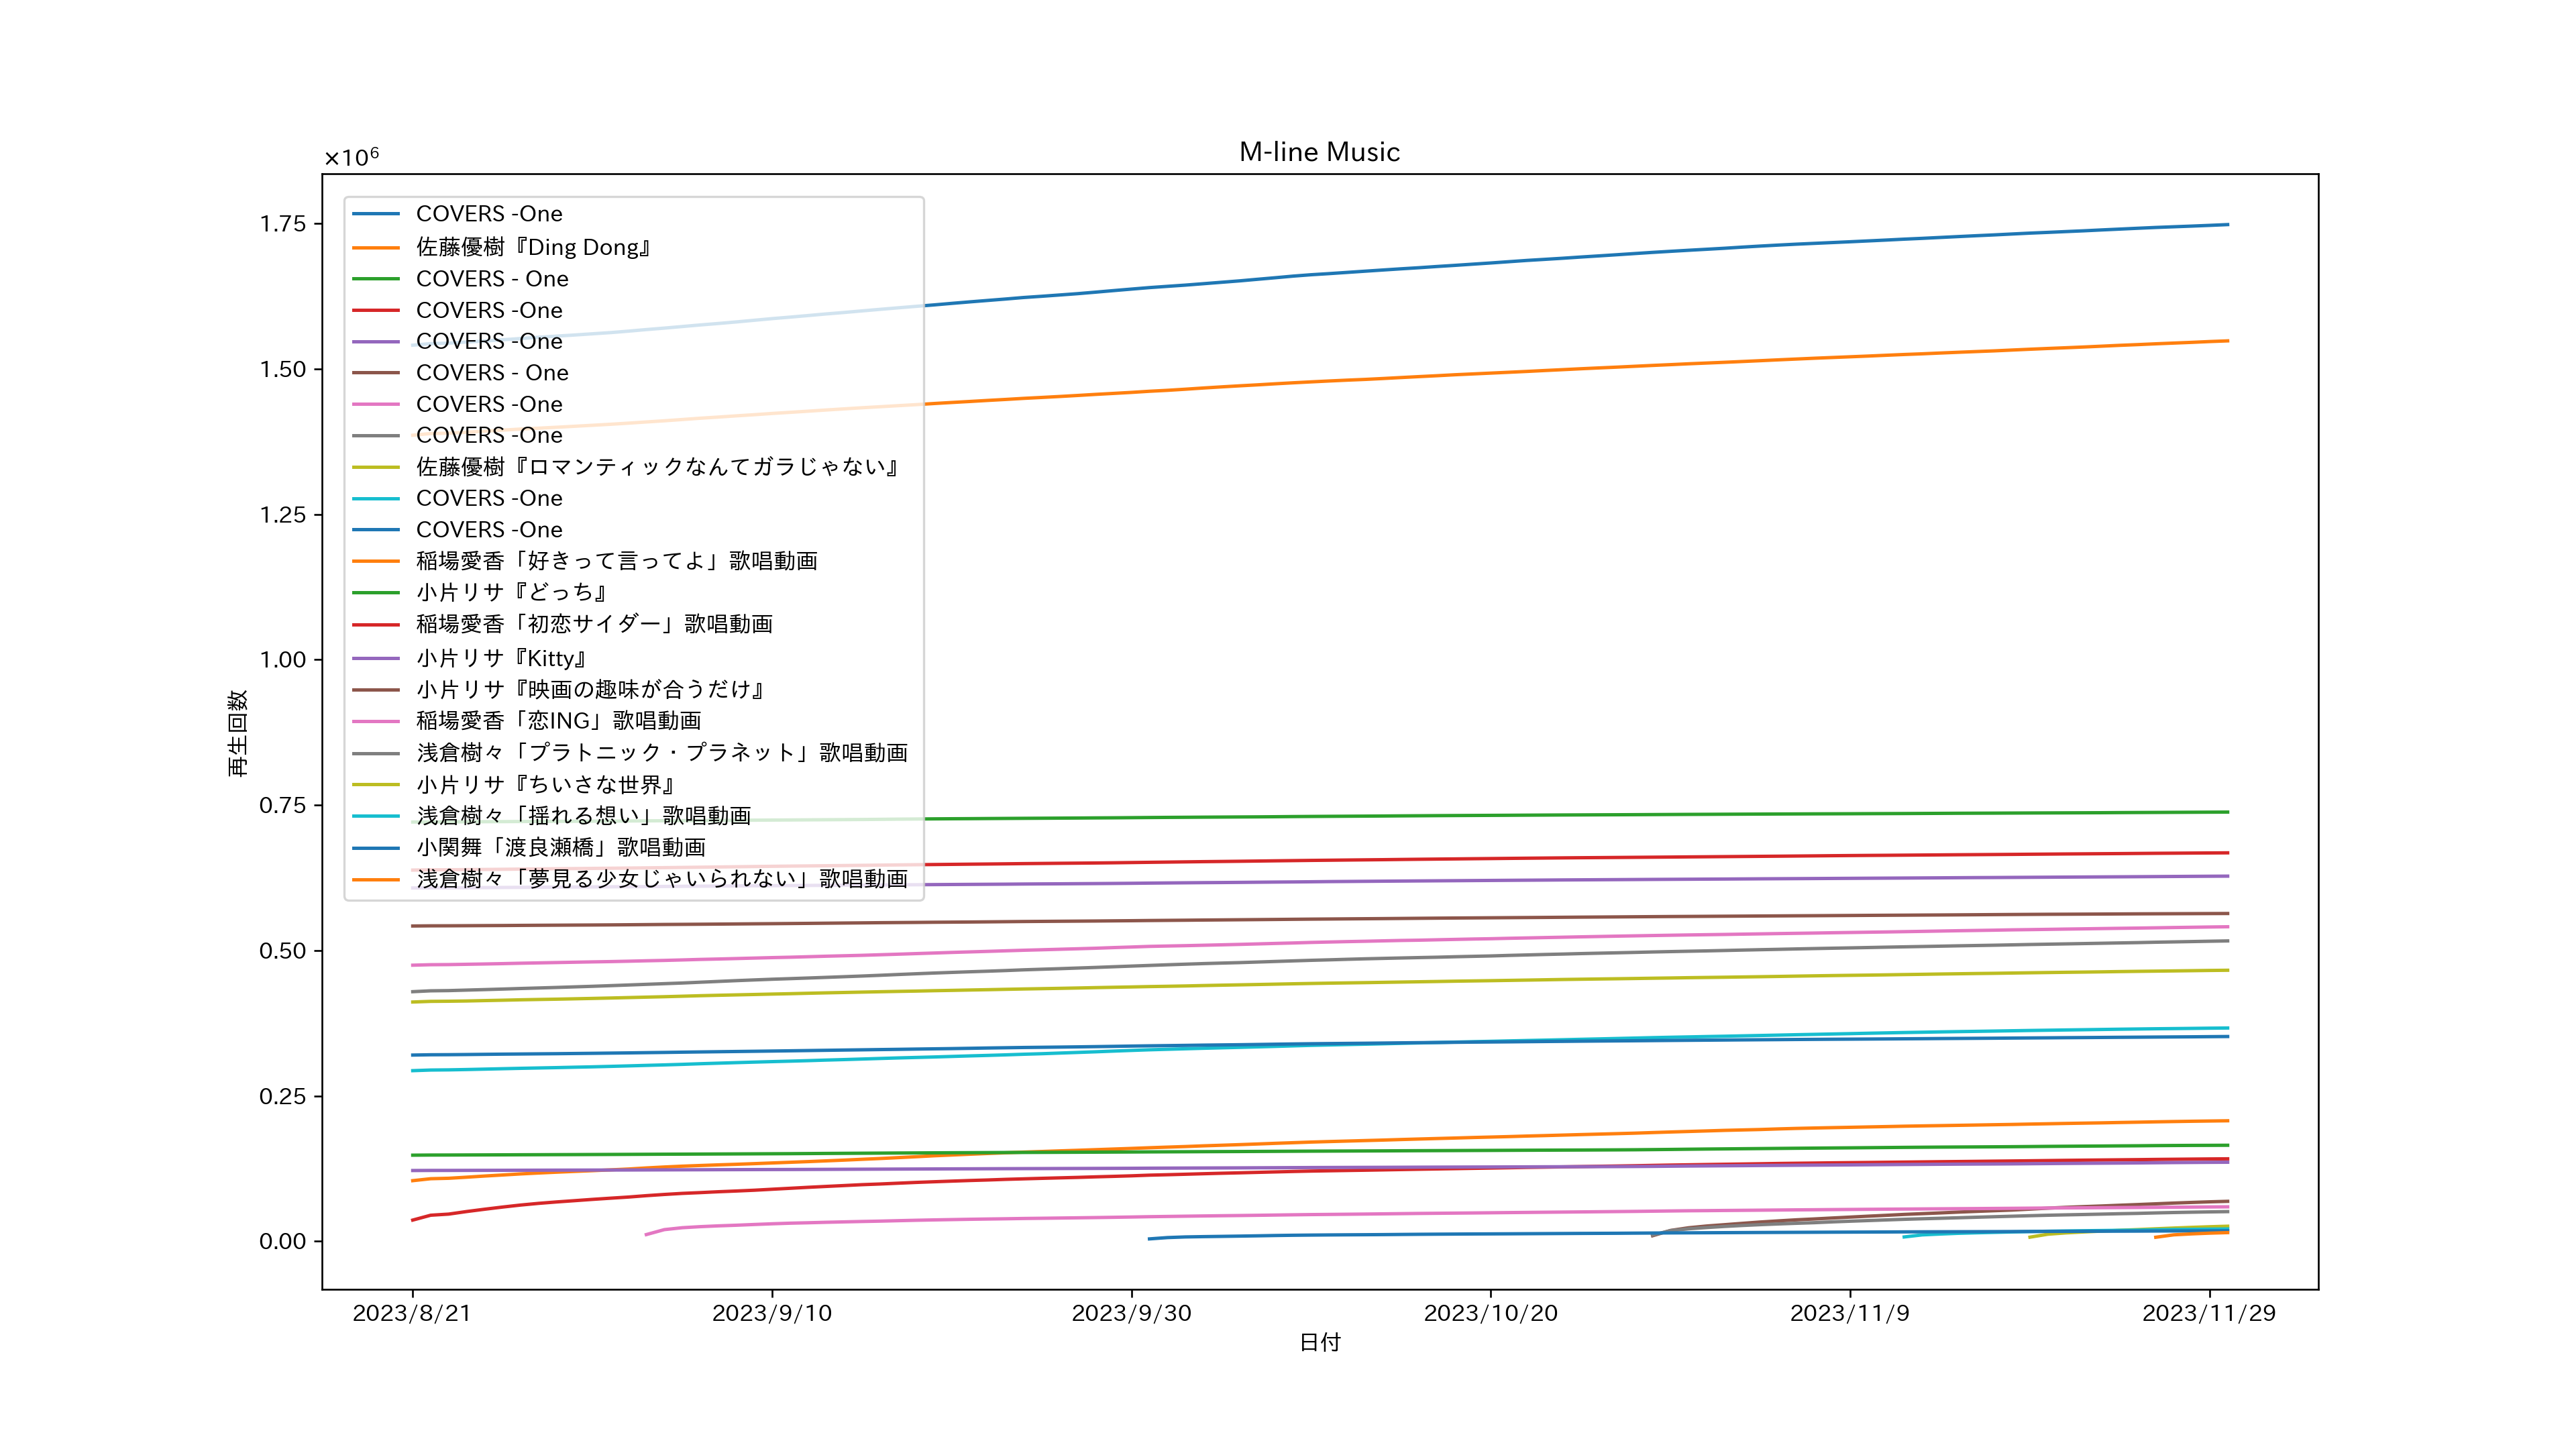 M-line Music
×10⁶
1.75
1.50
1.25
1.00
0.75
0.50
0.25
0.00
再生回数
COVERS -One
佐藤優樹『Ding Dong』
COVERS - One
COVERS -One
COVERS -One
COVERS - One
COVERS -One
COVERS -One
佐藤優樹『ロマンティックなんてガラじゃない』
COVERS -One
COVERS -One
稲場愛香「好きって言ってよ」歌唱動画
小片リサ『どっち』
稲場愛香「初恋サイダー」歌唱動画
小片リサ『Kitty』
小片リサ『映画の趣味が合うだけ』
稲場愛香「恋ING」歌唱動画
浅倉樹々「プラトニック・プラネット」歌唱動画
小片リサ『ちいさな世界』
浅倉樹々「揺れる想い」歌唱動画
小関舞「渡良瀬橋」歌唱動画
浅倉樹々「夢見る少女じゃいられない」歌唱動画
2023/8/21
2023/9/10
2023/9/30
2023/10/20
2023/11/9
2023/11/29
日付